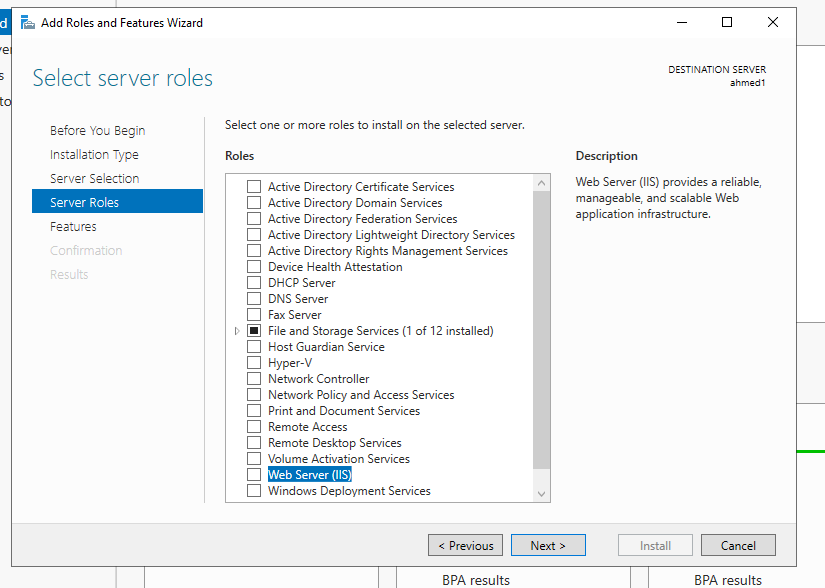 Add Roles and Features Wizard
Select server roles
DESTINATION SERVER
ahmed1
Before You Begin
Installation Type
Server Selection
Server Roles
Features
Confirmation
Results
Select one or more roles to install on the selected server.
Roles
Active Directory Certificate Services
Active Directory Domain Services
Active Directory Federation Services
Active Directory Lightweight Directory Services
Active Directory Rights Management Services
Device Health Attestation
DHCP Server
DNS Server
Fax Server
File and Storage Services (1 of 12 installed)
Host Guardian Service
Hyper-V
Network Controller
Network Policy and Access Services
Print and Document Services
Remote Access
Remote Desktop Services
Volume Activation Services
Web Server (IIS)
Windows Deployment Services
Description
Web Server (IIS) provides a reliable,
manageable, and scalable Web
application infrastructure.
< Previous
Next >
Install
Cancel
BPA results
BPA results